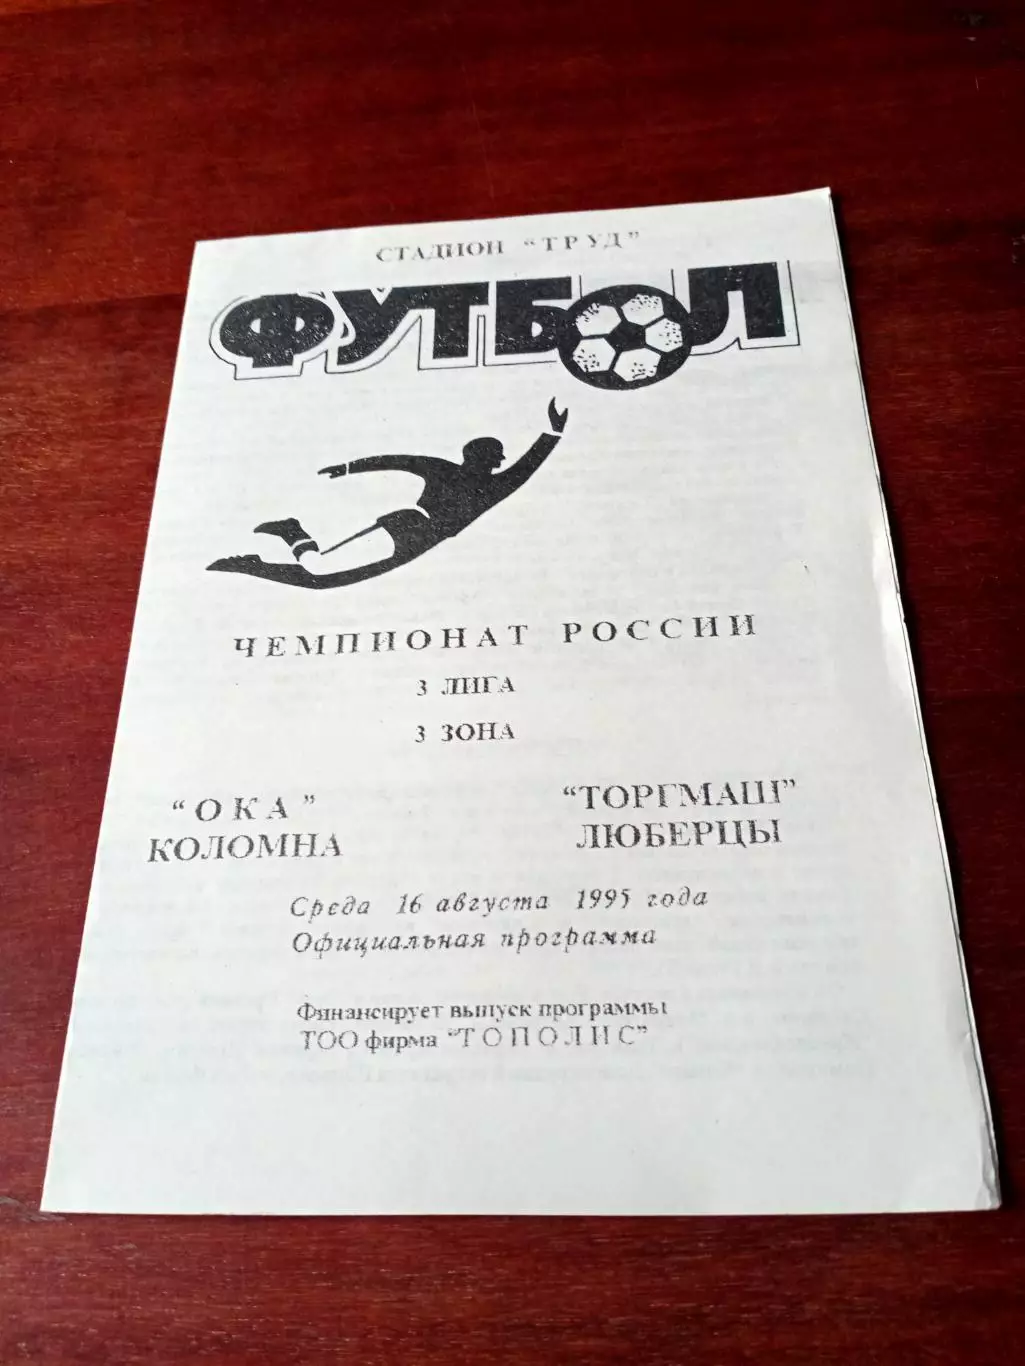 СТАДИОН "ТРУД"
ФУТБОЛ
ЧЕМПИОНАТ РОССИИ
3 ЛИГА
3 ЗОНА
"ОКА"
КОЛОМНА
"ТОРГМАШ"
ЛЮБЕРЦЫ
Среда 16 августа 1995 года
Официальная программа
Финансирует выпуск программы
ТОО фирма "ТОПОЛИС"